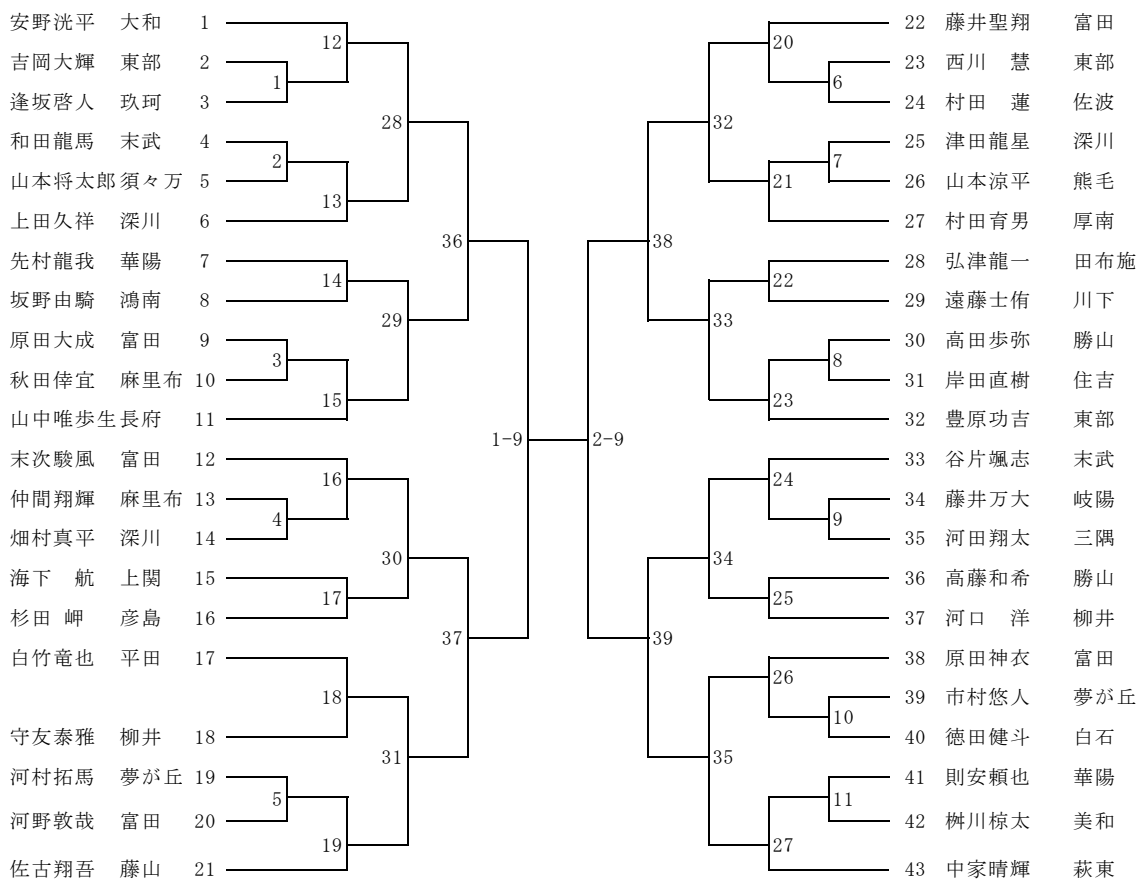 安野洸平 大和 1
吉岡大輝 東部 2
逢坂啓人 玖珂 3
和田龍馬 末武 4
山本将太郎 須々万 5
上田久祥 深川 6
先村龍我 華陽 7
坂野由騎 鴻南 8
原田大成 富田 9
秋田倖宜 麻里布 10
山中唯歩生 長府 11
末次駿風 富田 12
仲間翔輝 麻里布 13
畑村真平 深川 14
海下 航 上関 15
杉田 岬 彦島 16
白竹竜也 平田 17
守友泰雅 柳井 18
河村拓馬 夢が丘 19
河野敦哉 富田 20
佐古翔吾 藤山 21
1
2
3
4
5
12
13
14
15
16
17
18
19
28
29
30
31
36
37
1-9
2-9
38
39
32
33
34
35
20
21
22
23
24
25
26
27
6
7
8
9
10
11
22 藤井聖翔 富田
23 西川 慧 東部
24 村田 蓮 佐波
25 津田龍星 深川
26 山本涼平 熊毛
27 村田育男 厚南
28 弘津龍一 田布施
29 遠藤士侑 川下
30 高田歩弥 勝山
31 岸田直樹 住吉
32 豊原功吉 東部
33 谷片颯志 末武
34 藤井万大 岐陽
35 河田翔太 三隅
36 高藤和希 勝山
37 河口 洋 柳井
38 原田神衣 富田
39 市村悠人 夢が丘
40 徳田健斗 白石
41 則安頼也 華陽
42 桝川椋太 美和
43 中家晴輝 萩東